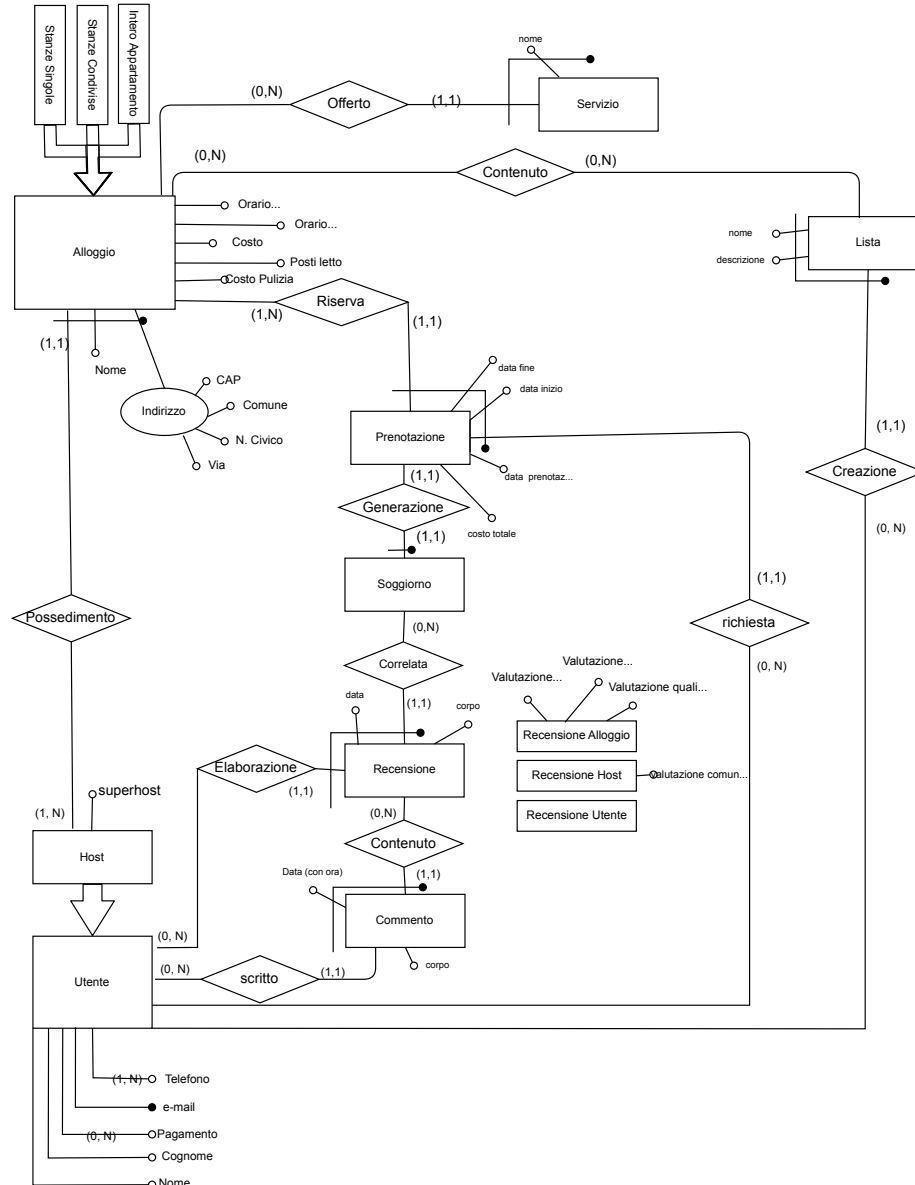 Stanze Singole
Stanze Condivise
Intero Appartamento
nome
(0,N)
Offerto
(1,1)
Servizio
(0,N)
Contenuto
(0,N)
Alloggio
Orario...
Orario...
Costo
Posti letto
Costo Pulizia
nome
descrizione
Lista
(1,N)
Riserva
(1,1)
(1,1)
Nome
Indirizzo
CAP
Comune
N. Civico
Via
data fine
data inizio
Prenotazione
data prenotaz...
costo totale
(1,1)
Generazione
(1,1)
(1,1)
Creazione
(0, N)
Soggiorno
(0,N)
Correlata
(1,1)
Possedimento
(1,1)
richiesta
(0, N)
Valutazione...
Valutazione...
Valutazione quali...
Recensione Alloggio
Recensione Host
Valutazione comun...
Recensione Utente
data
corpo
Elaborazione
(1,1)
Recensione
(0,N)
Contenuto
(1,1)
superhost
(1, N)
Host
Data (con ora)
Commento
corpo
(0, N)
(0, N)
scritto
(1,1)
Utente
(1, N)
Telefono
e-mail
(0, N)
Pagamento
Cognome
Nome